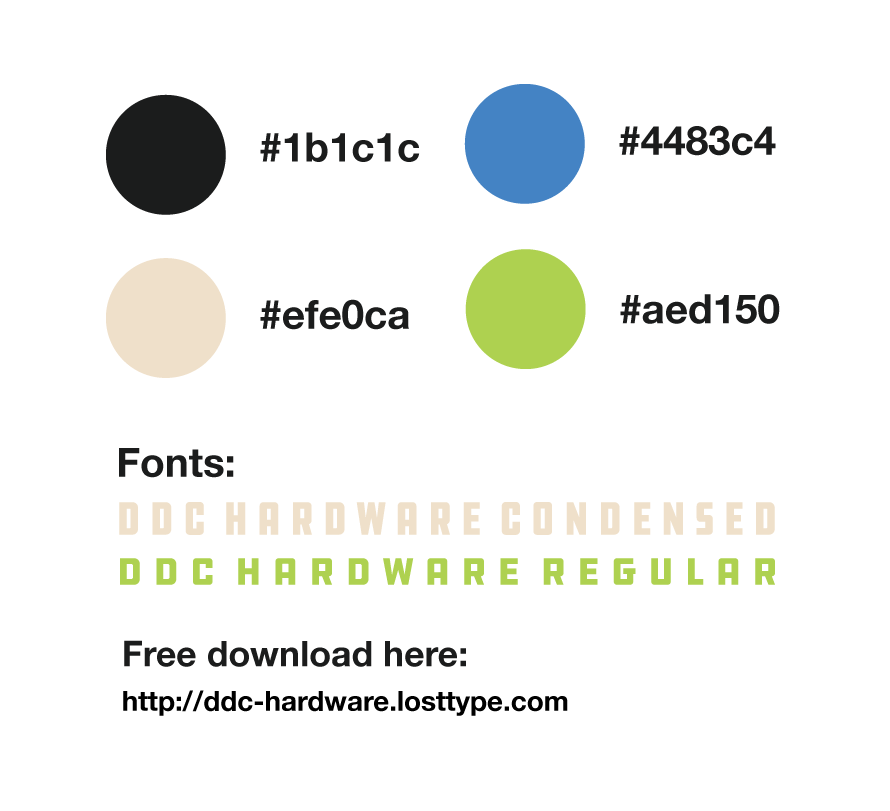 #1b1c1c
#4483c4
#efe0ca
#aed150
Fonts:
DDC HARDWARE CONDENSED
DDC HARDWARE REGULAR
Free download here:
http://ddc-hardware.losttype.com